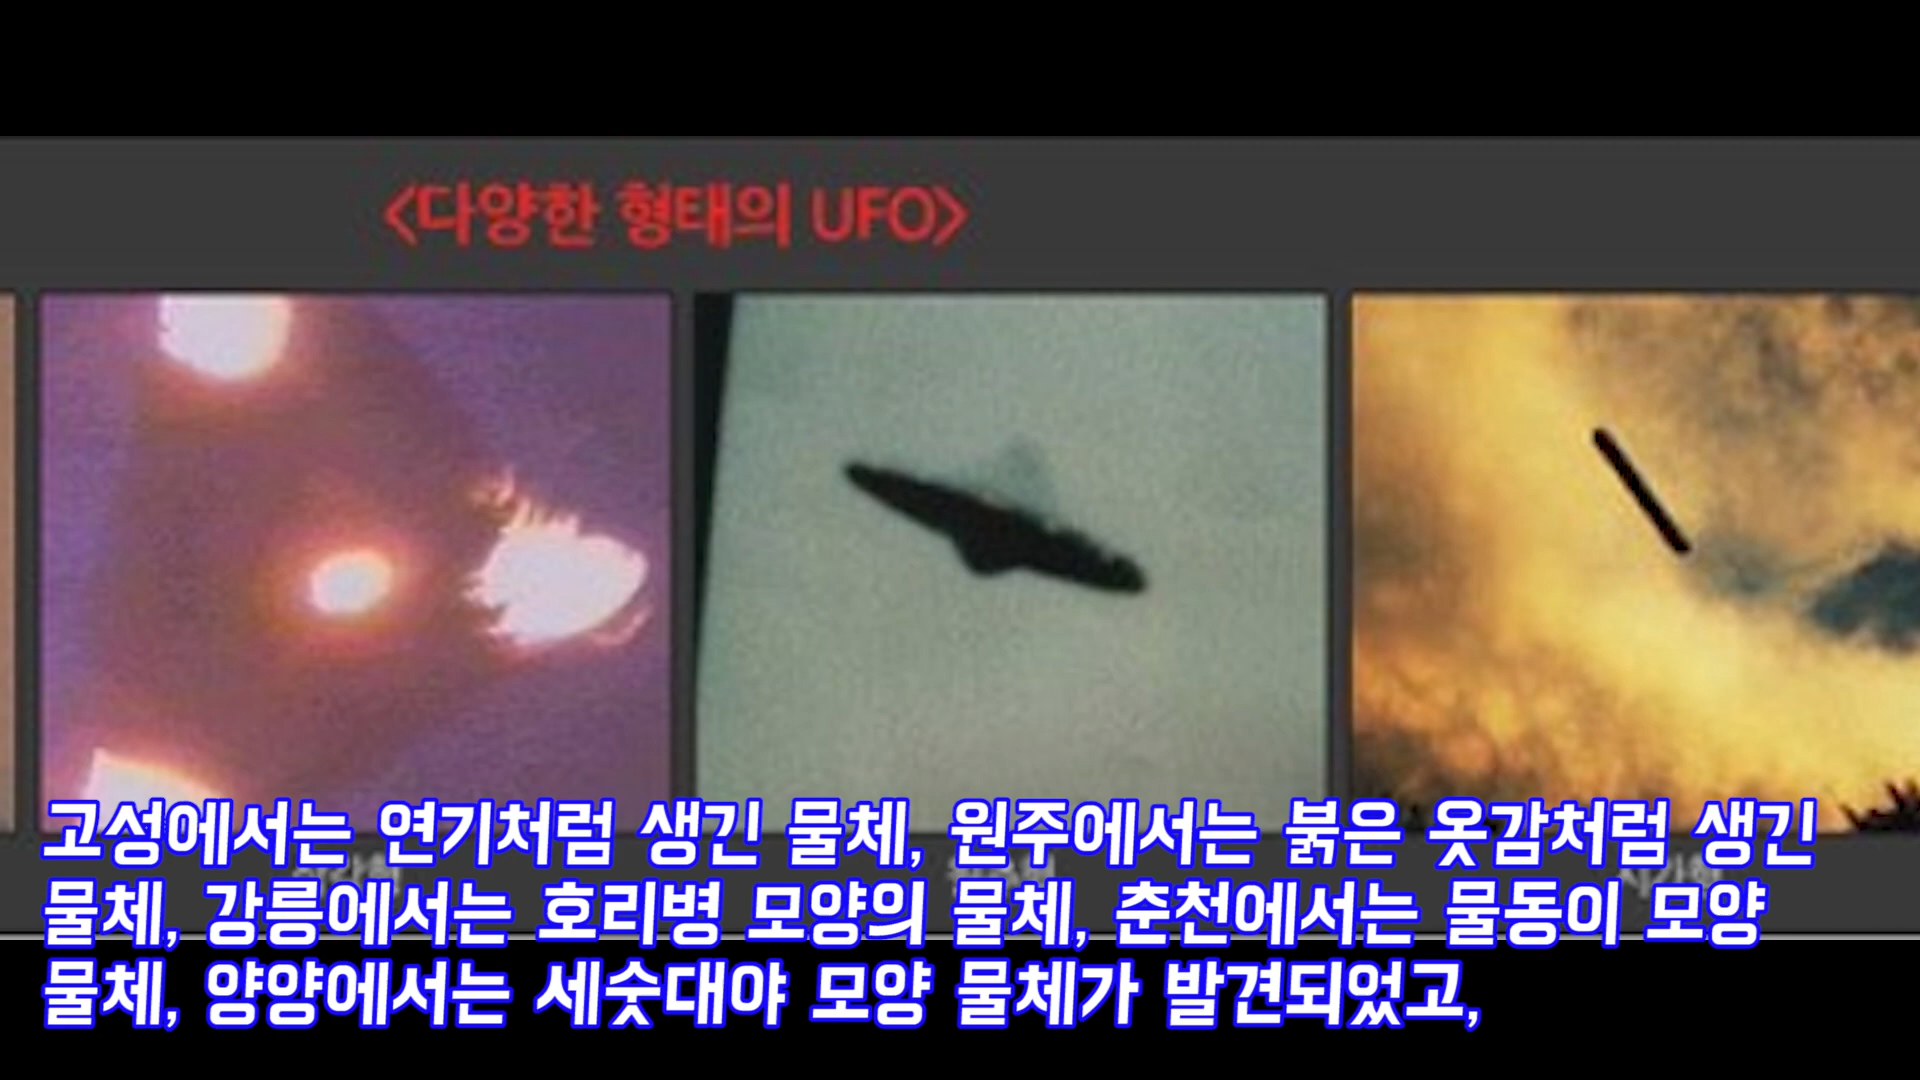 <다양한 형태의 UFO>
고성에서는 연기처럼 생긴 물체, 원주에서는 붉은 옷감처럼 생긴
물체, 강릉에서는 호리병 모양의 물체, 춘천에서는 물동이 모양
물체, 양양에서는 세숫대야 모양 물체가 발견되었고,